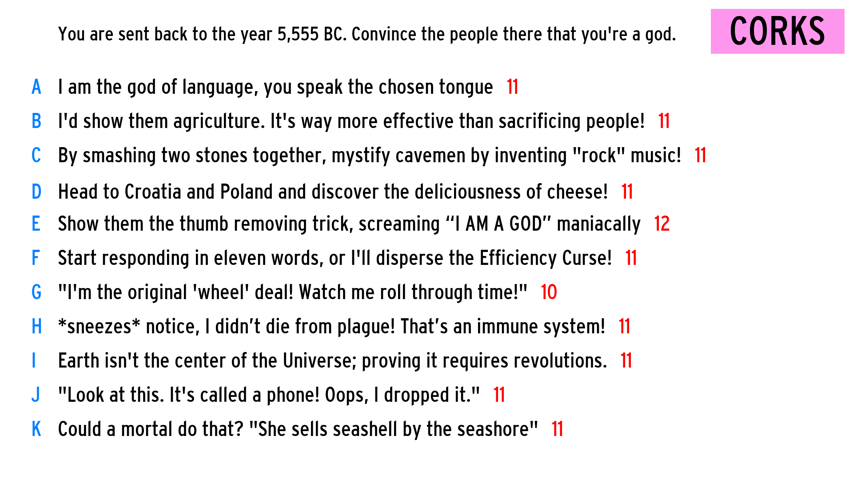 You are sent back to the year 5,555 BC. Convince the people there that you're a god.
CORKS
A I am the god of language, you speak the chosen tongue 11
B I'd show them agriculture. It's way more effective than sacrificing people! 11
C By smashing two stones together, mystify cavemen by inventing "rock" music! 11
D Head to Croatia and Poland and discover the deliciousness of cheese! 11
E Show them the thumb removing trick, screaming “I AM A GOD” maniacally 12
F Start responding in eleven words, or I'll disperse the Efficiency Curse! 11
G "I'm the original 'wheel' deal! Watch me roll through time!" 10
H *sneezes* notice, I didn’t die from plague! That’s an immune system! 11
I Earth isn't the center of the Universe; proving it requires revolutions. 11
J "Look at this. It's called a phone! Oops, I dropped it." 11
K Could a mortal do that? "She sells seashell by the seashore" 11